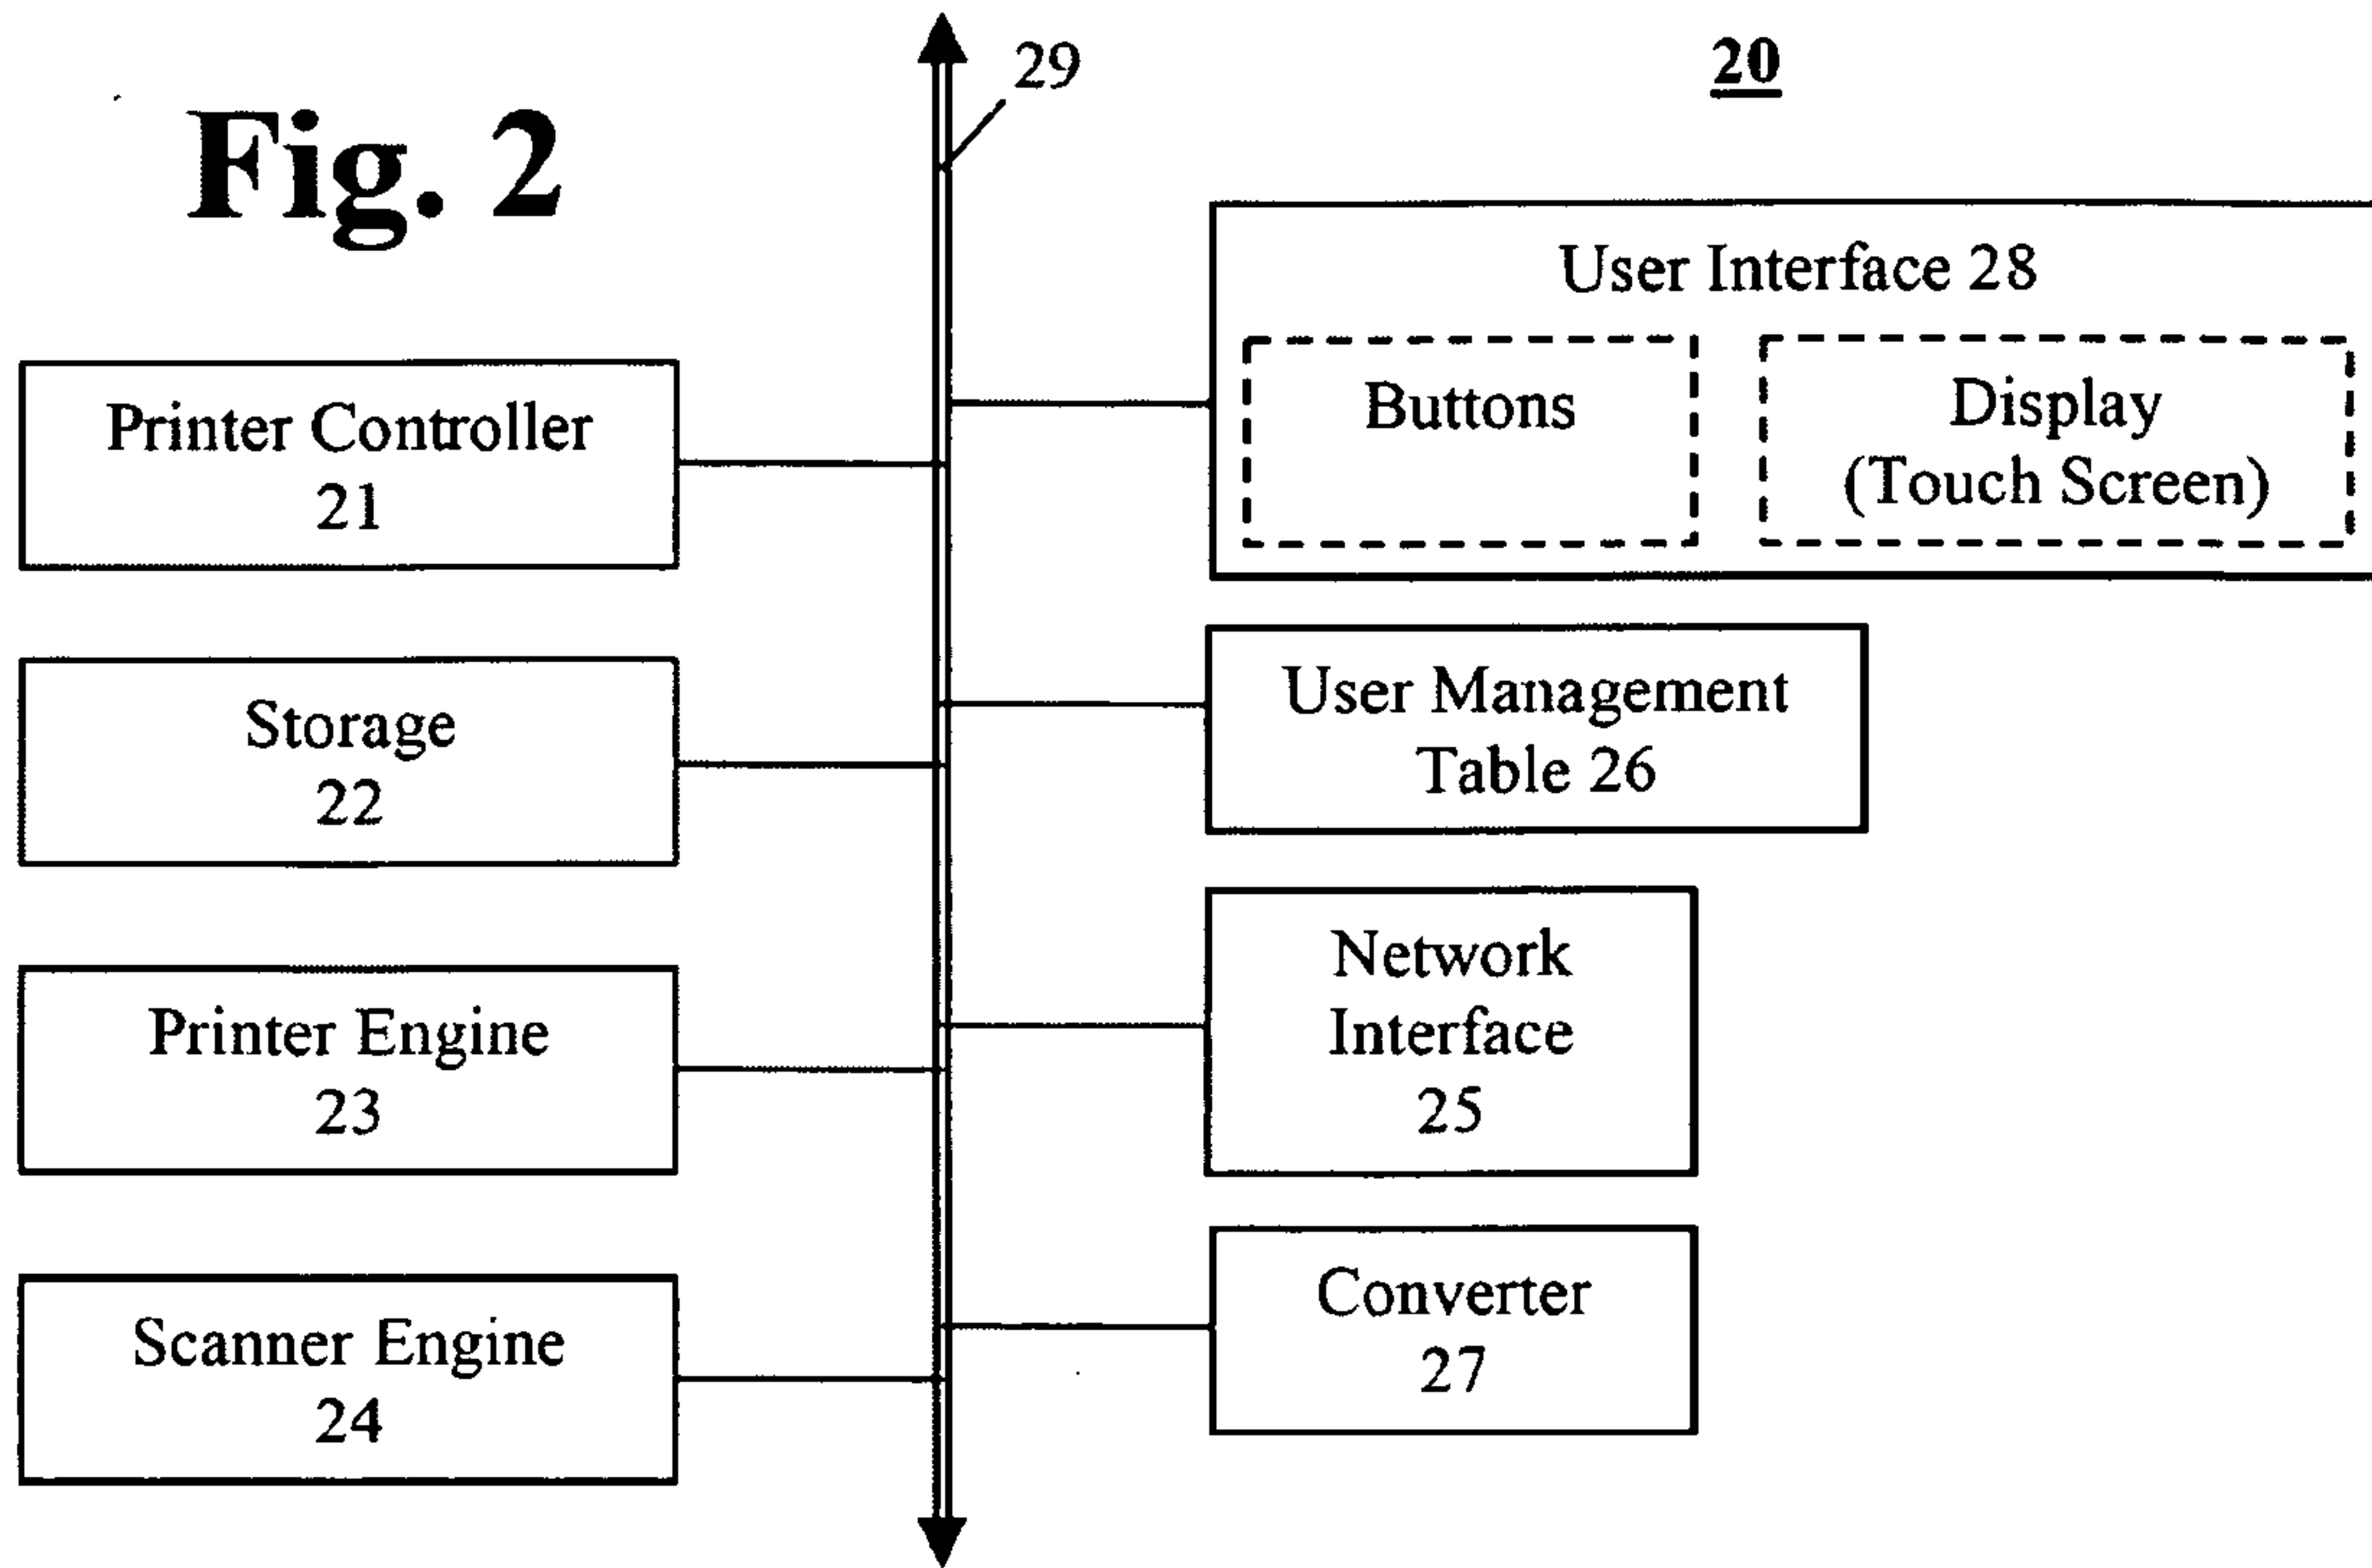 Fig. 2
29
20
Printer Controller
21
Storage
22
Printer Engine
23
Scanner Engine
24
User Interface 28
Buttons
Display
(Touch Screen)
User Management
Table 26
Network
Interface
25
Converter
27